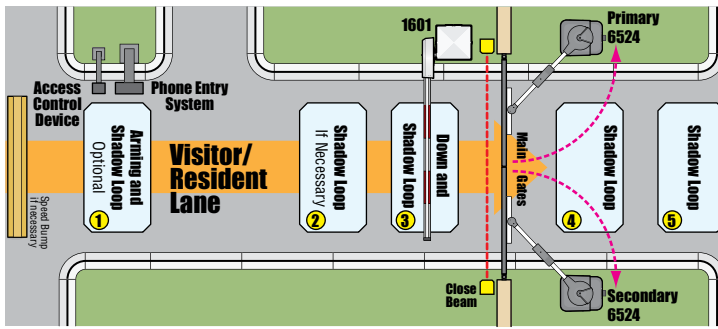 1601
Primary
6524
Access
Control
Device
Phone Entry
System
Speed Bump
if necessary
Arming and
Shadow Loop
Optional
1
Visitor/
Resident
Lane
Shadow Loop
If Necessary
2
Down and
Shadow Loop
3
Main Gates
Shadow Loop
4
Shadow Loop
5
Close
Beam
Secondary
6524